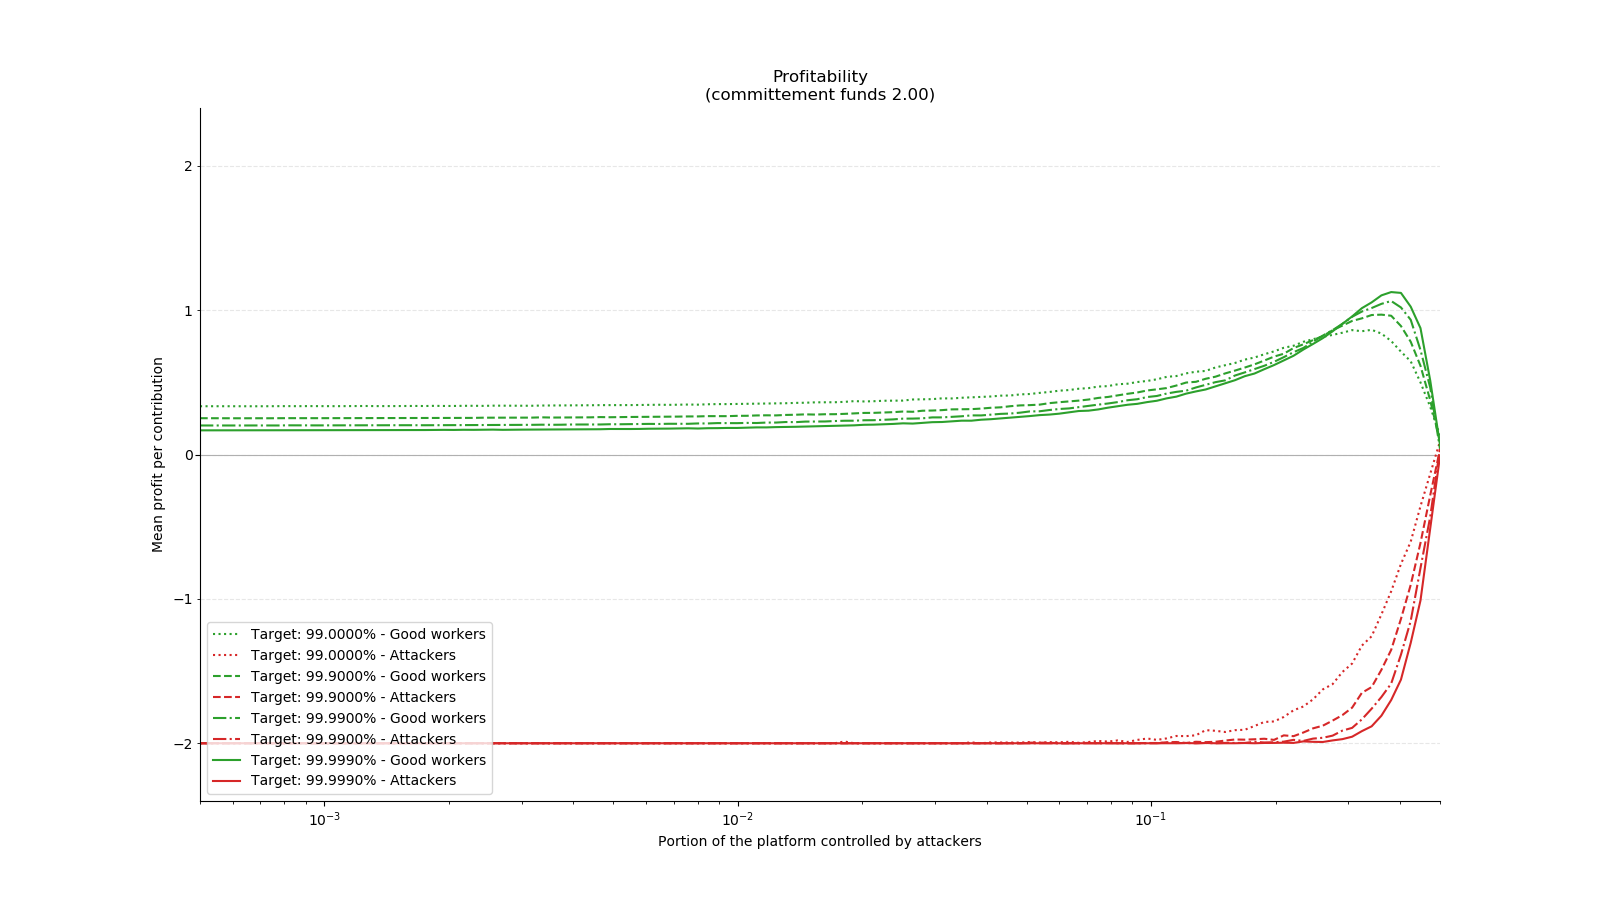 Profitability
(committement funds 2.00)
Mean profit per contribution
2
1
0
−1
−2
Target: 99.0000% - Good workers
Target: 99.0000% - Attackers
Target: 99.9000% - Good workers
Target: 99.9000% - Attackers
Target: 99.9900% - Good workers
Target: 99.9900% - Attackers
Target: 99.9990% - Good workers
Target: 99.9990% - Attackers
10⁻³ 10⁻² 10⁻¹
Portion of the platform controlled by attackers